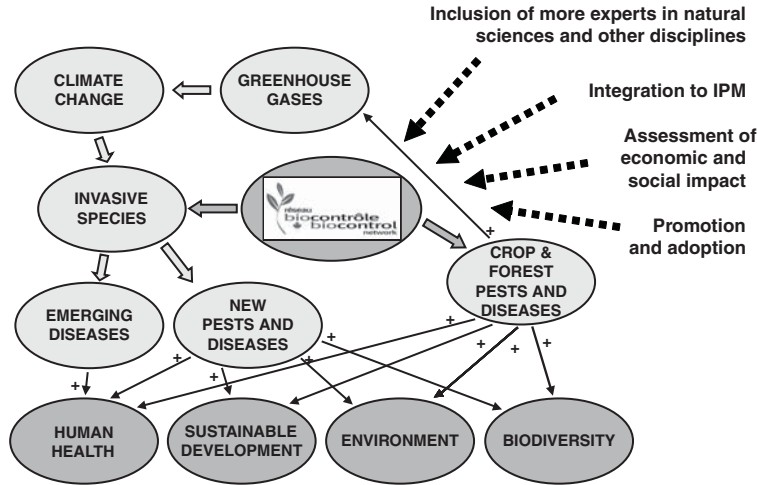 Inclusion of more experts in natural
sciences and other disciplines
CLIMATE
CHANGE
GREENHOUSE
GASES
Integration to IPM
Assessment of
economic and
social impact
INVASIVE
SPECIES
réseau
biocontrôle
biocontrol
network
Promotion
and adoption
+
CROP &
FOREST
PESTS AND
DISEASES
EMERGING
DISEASES
NEW
PESTS AND
DISEASES
+
+
+
+
+
+
+
+
+
+
HUMAN
HEALTH
SUSTAINABLE
DEVELOPMENT
ENVIRONMENT
BIODIVERSITY